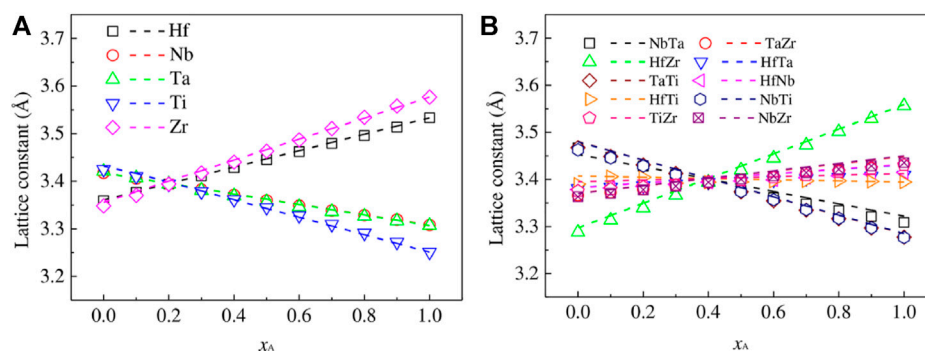 A
Hf
Nb
Ta
Ti
Zr
3.7
3.6
3.5
3.4
3.3
3.2
Lattice constant (Å)
0.0 0.2 0.4 0.6 0.8 1.0
xA
B
NbTa TaZr
HfZr HfTa
TaTi HfNb
HfTi NbTi
TiZr NbZr
3.7
3.6
3.5
3.4
3.3
3.2
Lattice constant (Å)
0.0 0.2 0.4 0.6 0.8 1.0
xA